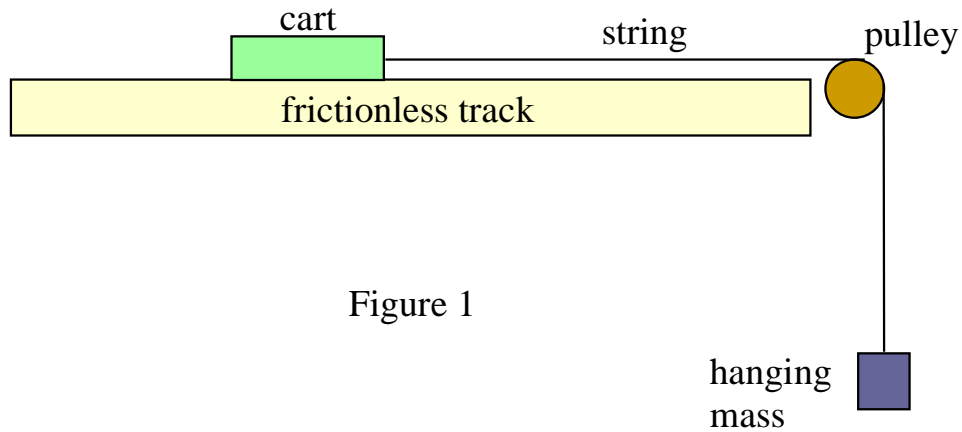 cart
string
pulley
frictionless track
Figure 1
hanging
mass